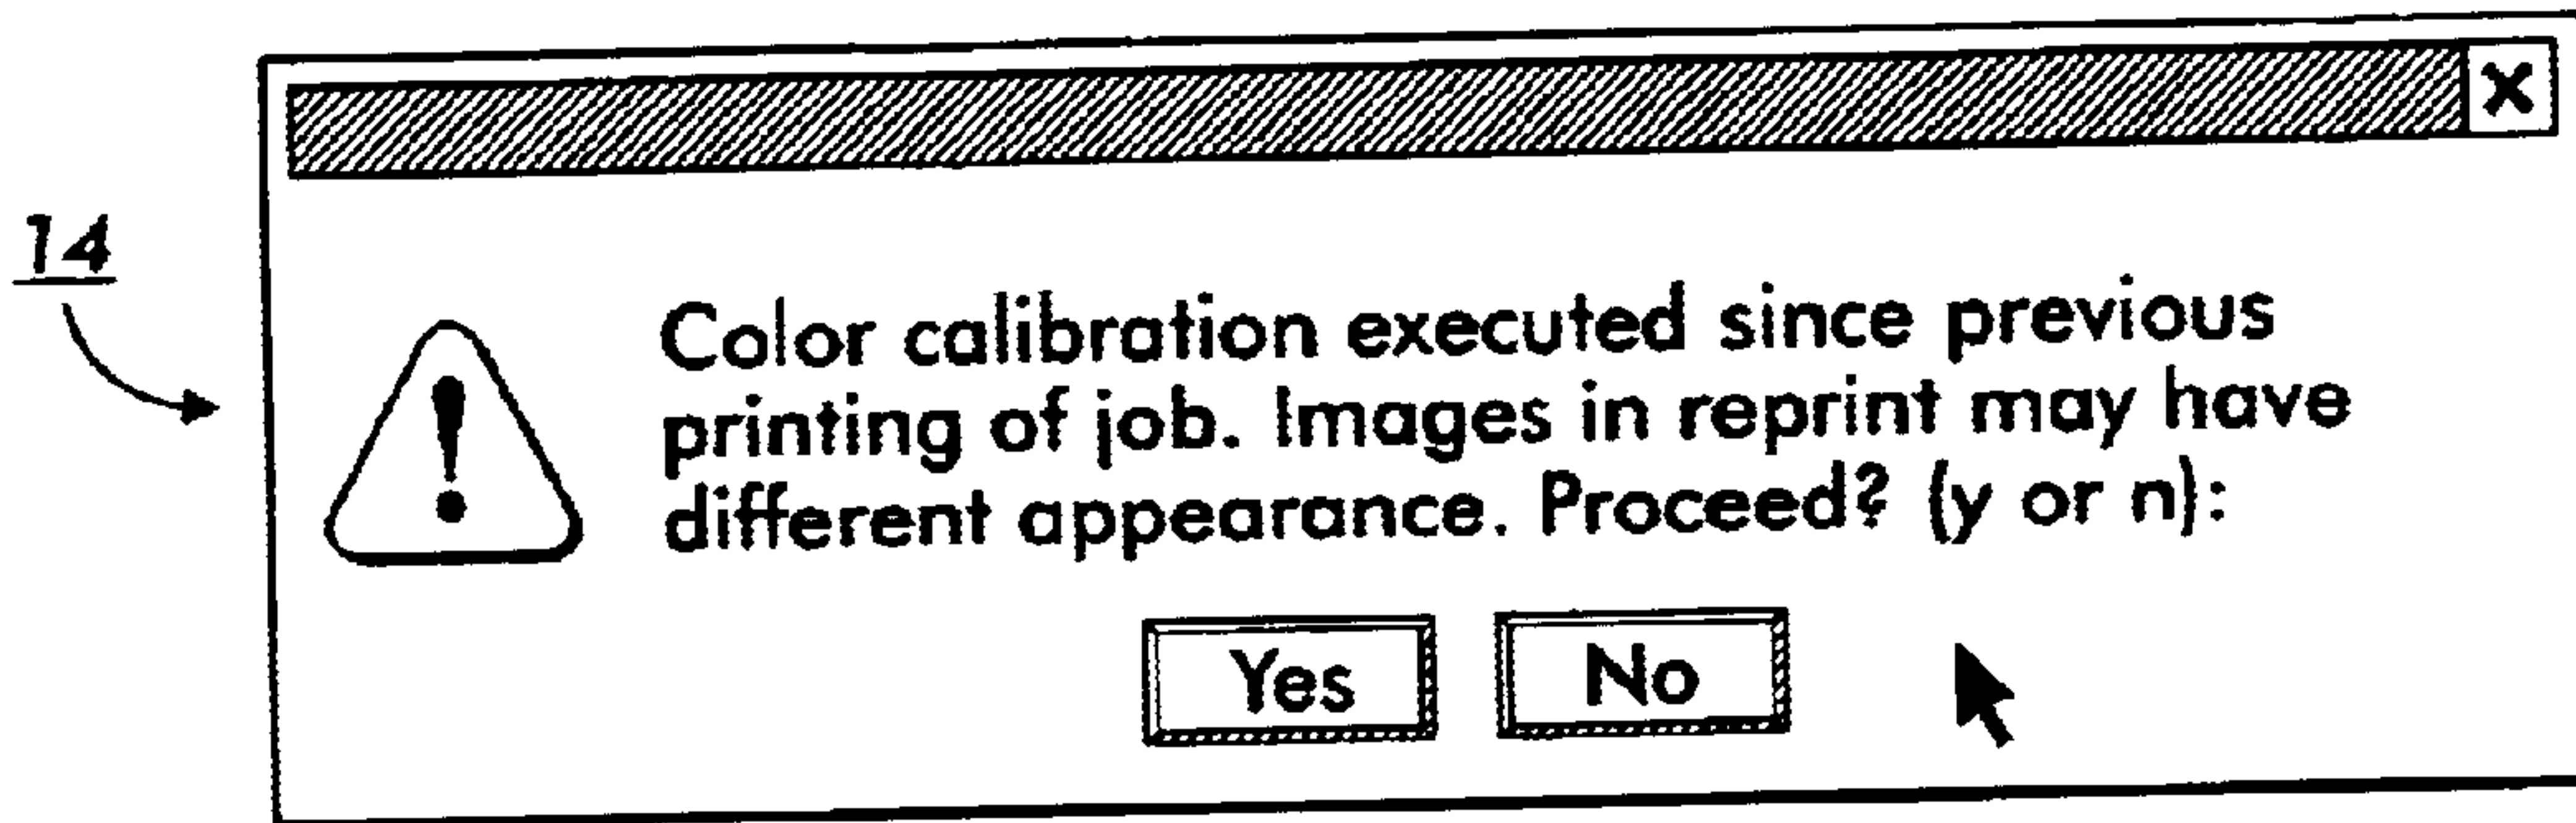 X
14
Color calibration executed since previous
printing of job. Images in reprint may have
different appearance. Proceed? (y or n):
Yes No